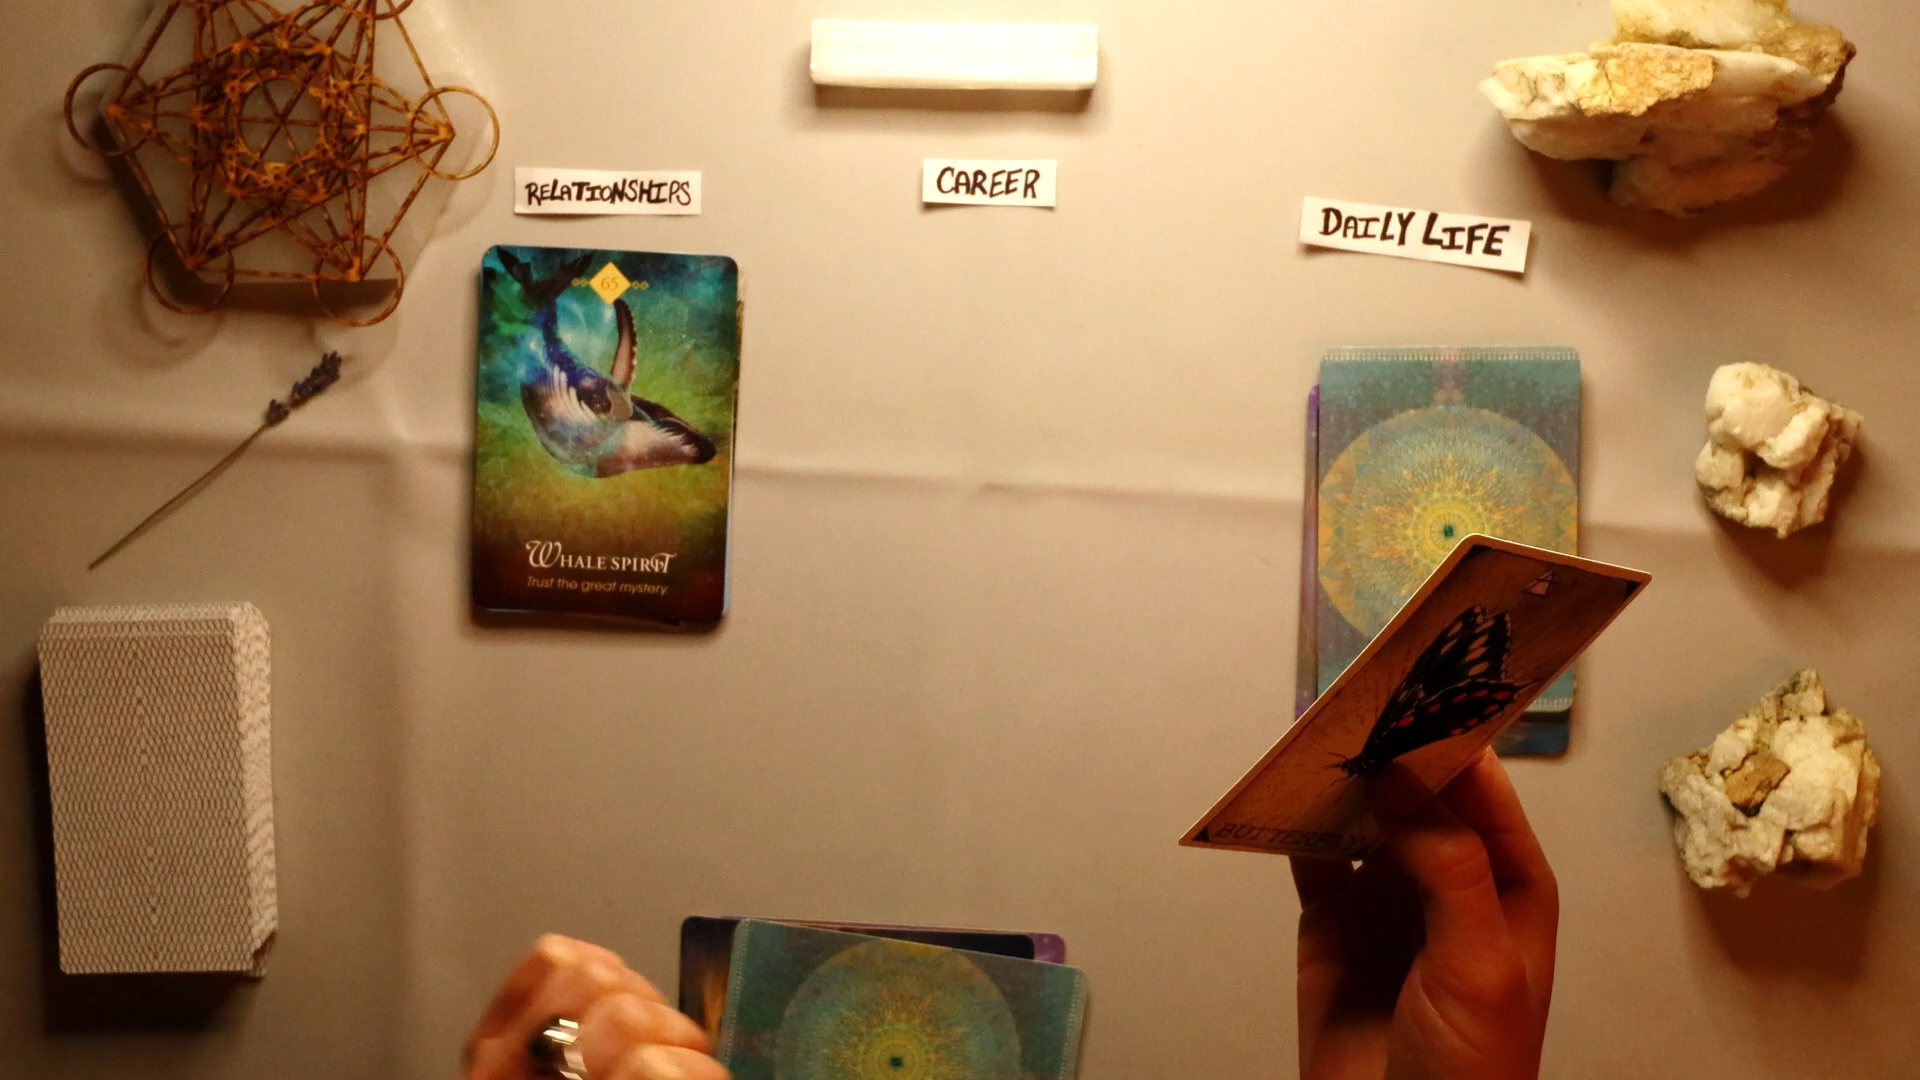 RELATIONSHIPS
CAREER
DAILY LIFE
65
WHALE SPIRIT
Trust the great mystery.
BUTTERFLY